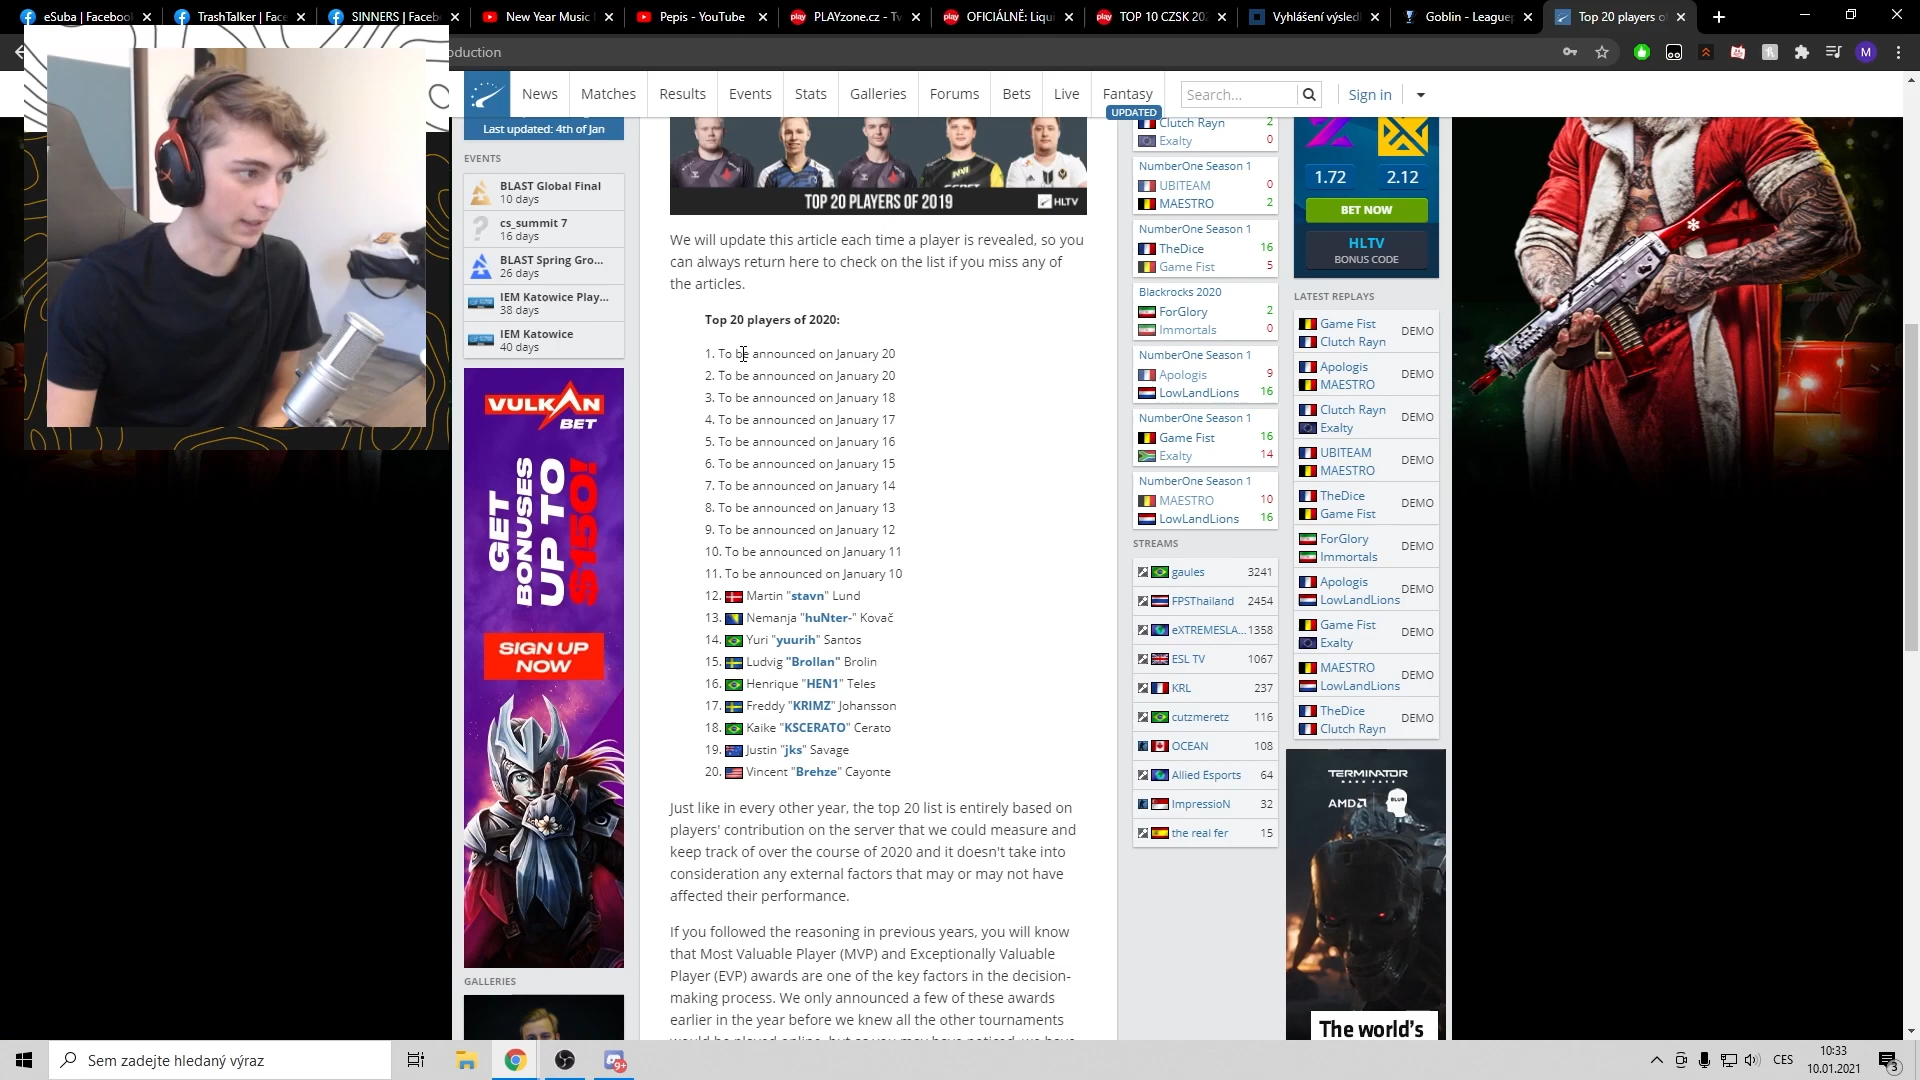 eSuba | Facebook
TrashTalker | Face
SINNERS | Faceb
New Year Music
Pepis - YouTube
PLAYzone.cz - Tv
OFICIÁLNĚ: Liqui
TOP 10 CZSK 202
Vyhlášení výsled
Goblin - League
Top 20 players o
oduction
M
News
Matches
Results
Events
Stats
Galleries
Forums
Bets
Live
Fantasy
UPDATED
Search...
Sign in
Last updated: 4th of Jan
EVENTS
BLAST Global Final
10 days
cs_summit 7
16 days
BLAST Spring Gro...
26 days
IEM Katowice Play...
38 days
IEM Katowice
40 days
VULKAN
BET
GET
BONUSES
UP TO
$150!
SIGN UP
NOW
GALLERIES
NAVI
TOP 20 PLAYERS OF 2019
HLTV
We will update this article each time a player is revealed, so you
can always return here to check on the list if you miss any of
the articles.
Top 20 players of 2020:
1. To be announced on January 20
2. To be announced on January 20
3. To be announced on January 18
4. To be announced on January 17
5. To be announced on January 16
6. To be announced on January 15
7. To be announced on January 14
8. To be announced on January 13
9. To be announced on January 12
10. To be announced on January 11
11. To be announced on January 10
12. Martin "stavn" Lund
13. Nemanja "huNter-" Kovač
14. Yuri "yuurih" Santos
15. Ludvig "Brollan" Brolin
16. Henrique "HEN1" Teles
17. Freddy "KRIMZ" Johansson
18. Kaike "KSCERATO" Cerato
19. Justin "jks" Savage
20. Vincent "Brehze" Cayonte
Just like in every other year, the top 20 list is entirely based on
players' contribution on the server that we could measure and
keep track of over the course of 2020 and it doesn't take into
consideration any external factors that may or may not have
affected their performance.
If you followed the reasoning in previous years, you will know
that Most Valuable Player (MVP) and Exceptionally Valuable
Player (EVP) awards are one of the key factors in the decision-
making process. We only announced a few of these awards
earlier in the year before we knew all the other tournaments
would be played online, but as you may have noticed, we have
Clutch Rayn 2
Exalty 0
NumberOne Season 1
UBITEAM 0
MAESTRO 2
NumberOne Season 1
TheDice 16
Game Fist 5
Blackrocks 2020
ForGlory 2
Immortals 0
NumberOne Season 1
Apologis 9
LowLandLions 16
NumberOne Season 1
Game Fist 16
Exalty 14
NumberOne Season 1
MAESTRO 10
LowLandLions 16
STREAMS
gaules 3241
FPSThailand 2454
eXTREMESLA... 1358
ESL TV 1067
KRL 237
cutzmeretz 116
OCEAN 108
Allied Esports 64
ImpressioN 32
the real fer 15
1.72 2.12
BET NOW
HLTV
BONUS CODE
LATEST REPLAYS
Game Fist
Clutch Rayn
DEMO
Apologis
MAESTRO
DEMO
Clutch Rayn
Exalty
DEMO
UBITEAM
MAESTRO
DEMO
TheDice
Game Fist
DEMO
ForGlory
Immortals
DEMO
Apologis
LowLandLions
DEMO
Game Fist
Exalty
DEMO
MAESTRO
LowLandLions
DEMO
TheDice
Clutch Rayn
DEMO
TERMINATOR
DARK FATE
AMD
BLUR
The world's
Sem zadejte hledaný výraz
9+
CES
10:33
10.01.2021
3